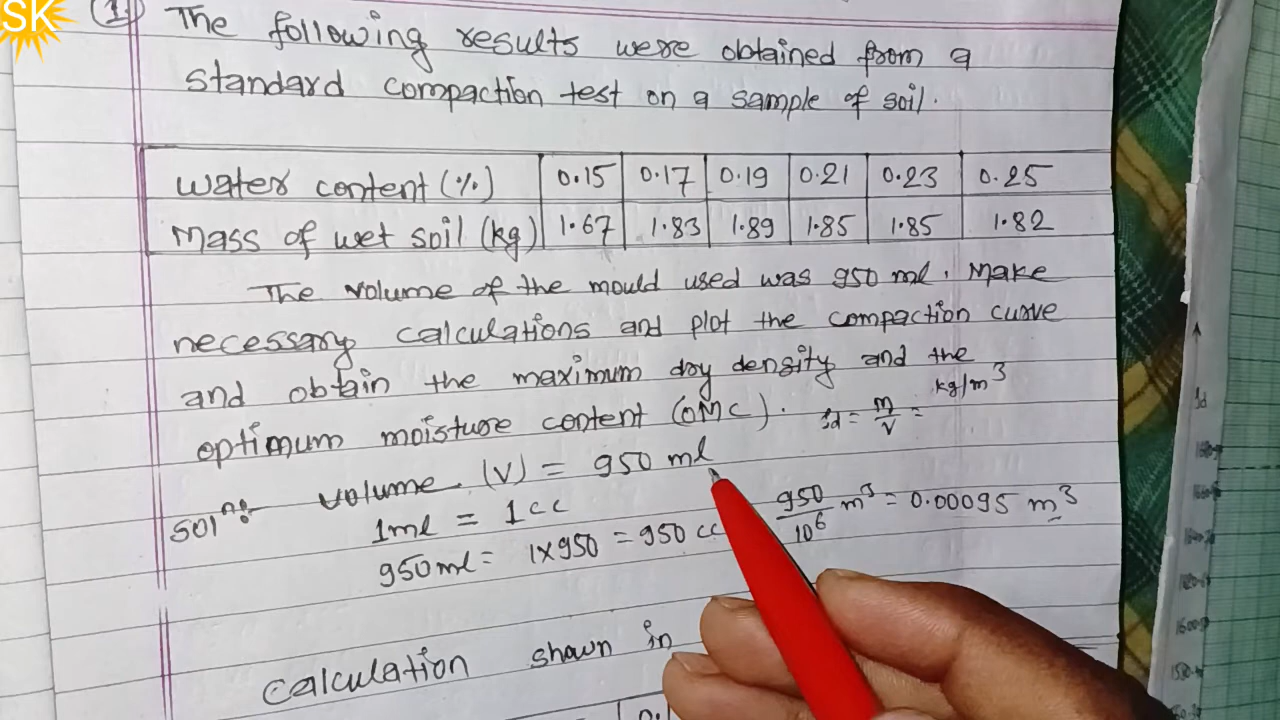 SK
(1) The following results were obtained from a
standard compaction test on a sample of soil.
Water content (%) 0.15 0.17 0.19 0.21 0.23 0.25
Mass of wet soil (kg) 1.67 1.83 1.89 1.85 1.85 1.82
The volume of the mould used was 950 ml. Make
necessary calculations and plot the compaction curve
and obtain the maximum dry density and the
optimum moisture content (OMC). ρd = m/v = kg/m³
Solⁿ:- Volume (V) = 950 ml
1ml = 1cc
950ml = 1×950 = 950 cc 950/10⁶ m³ = 0.00095 m³
Calculation shown in